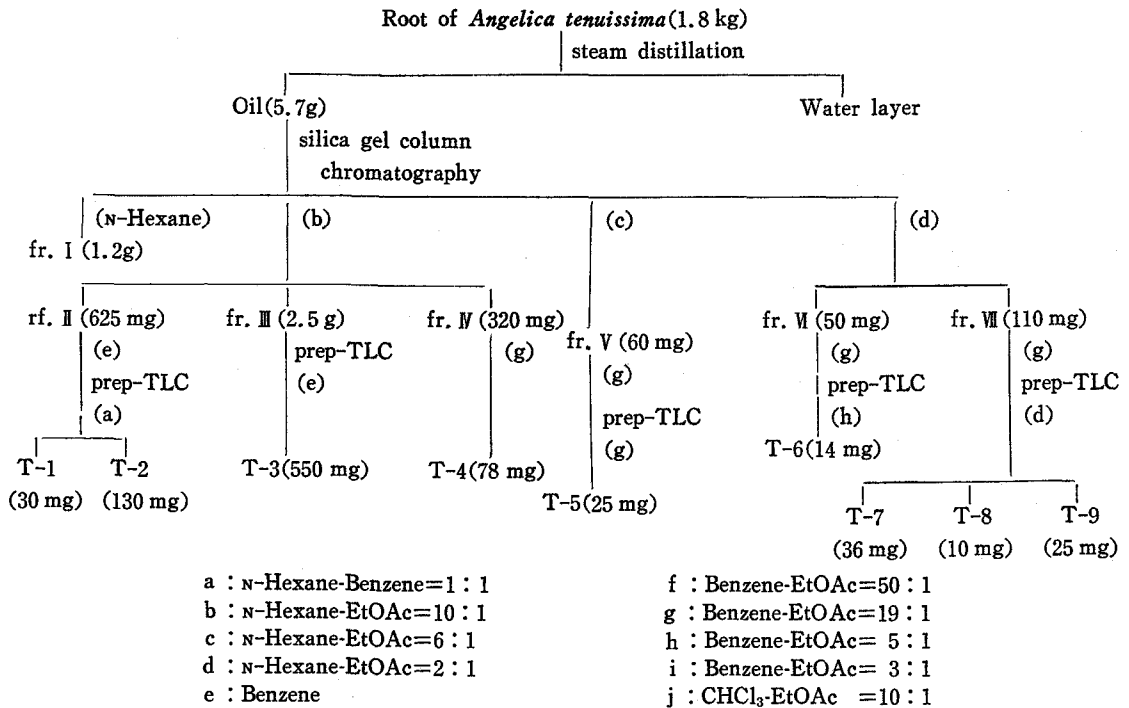 Root of Angelica tenuissima(1.8 kg)
steam distillation
Oil(5.7g)
Water layer
silica gel column
chromatography
(N-Hexane)
(b)
(c)
(d)
fr. Ⅰ (1.2g)
rf. Ⅱ (625 mg)
(e)
prep-TLC
(a)
fr. Ⅲ (2.5 g)
prep-TLC
(e)
fr. Ⅳ (320 mg)
(g)
fr. Ⅴ (60 mg)
(g)
prep-TLC
(g)
fr. Ⅵ (50 mg)
(g)
prep-TLC
(h)
fr. Ⅶ (110 mg)
(g)
prep-TLC
(d)
T-1
(30 mg)
T-2
(130 mg)
T-3(550 mg)
T-4(78 mg)
T-5(25 mg)
T-6(14 mg)
T-7
(36 mg)
T-8
(10 mg)
T-9
(25 mg)
a : N-Hexane-Benzene=1 : 1
b : N-Hexane-EtOAc=10 : 1
c : N-Hexane-EtOAc=6 : 1
d : N-Hexane-EtOAc=2 : 1
e : Benzene
f : Benzene-EtOAc=50 : 1
g : Benzene-EtOAc=19 : 1
h : Benzene-EtOAc= 5 : 1
i : Benzene-EtOAc= 3 : 1
j : CHCl₃-EtOAc =10 : 1